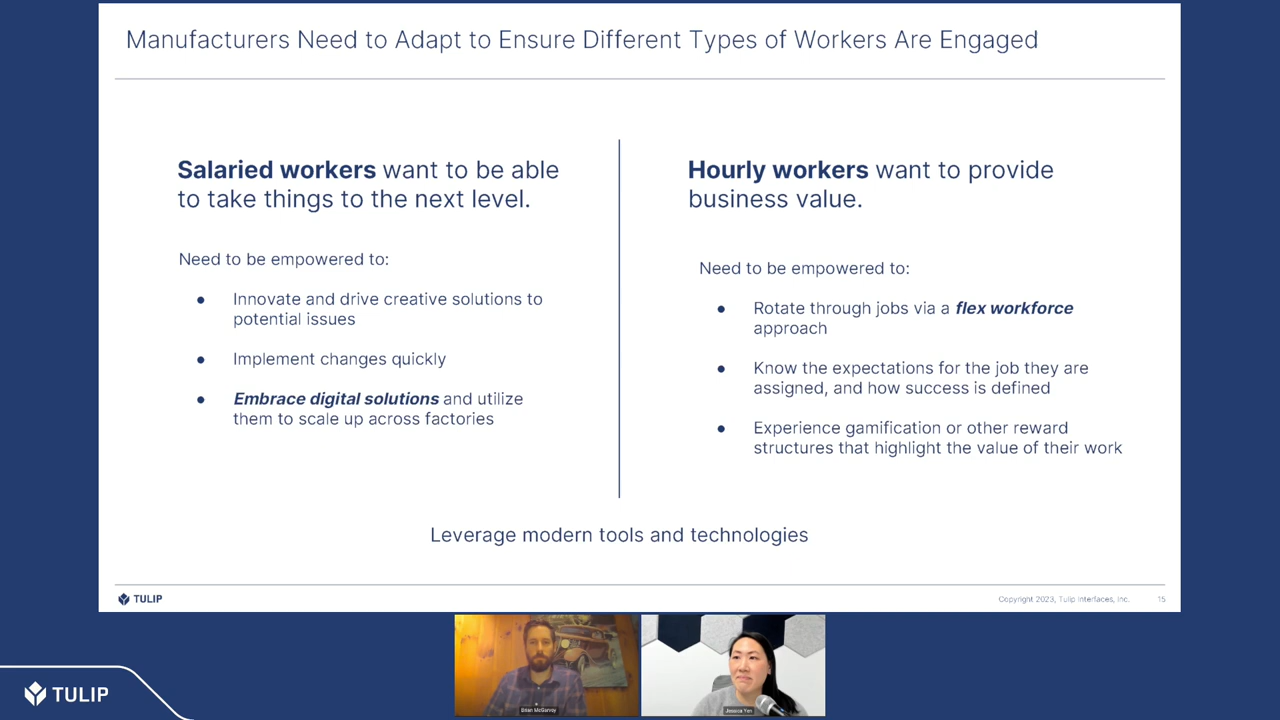 Manufacturers Need to Adapt to Ensure Different Types of Workers Are Engaged
Salaried workers want to be able
to take things to the next level.
Need to be empowered to:
● Innovate and drive creative solutions to
potential issues
● Implement changes quickly
● Embrace digital solutions and utilize
them to scale up across factories
Hourly workers want to provide
business value.
Need to be empowered to:
● Rotate through jobs via a flex workforce
approach
● Know the expectations for the job they are
assigned, and how success is defined
● Experience gamification or other reward
structures that highlight the value of their work
Leverage modern tools and technologies
TULIP
Copyright 2023, Tulip Interfaces, Inc. 15
Brian McGarvoy
Jessica Yen
TULIP